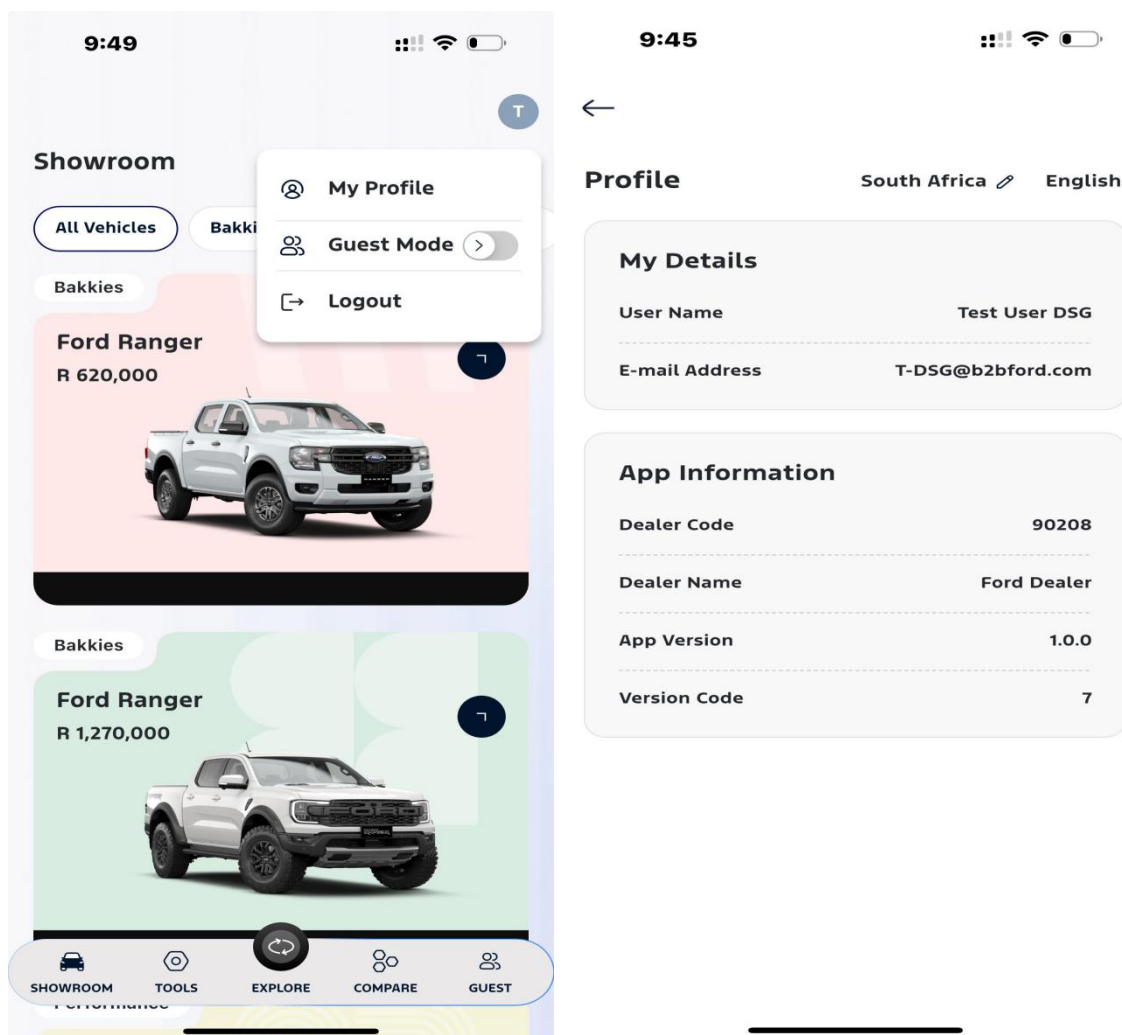 9:49
T
Showroom
My Profile
All Vehicles
Bakki
Guest Mode
Bakkies
Logout
Ford Ranger
R 620,000
Bakkies
Ford Ranger
R 1,270,000
FORD
SHOWROOM
TOOLS
EXPLORE
COMPARE
GUEST
9:45
Profile
South Africa
English
My Details
User Name
Test User DSG
E-mail Address
T-DSG@b2bford.com
App Information
Dealer Code
90208
Dealer Name
Ford Dealer
App Version
1.0.0
Version Code
7